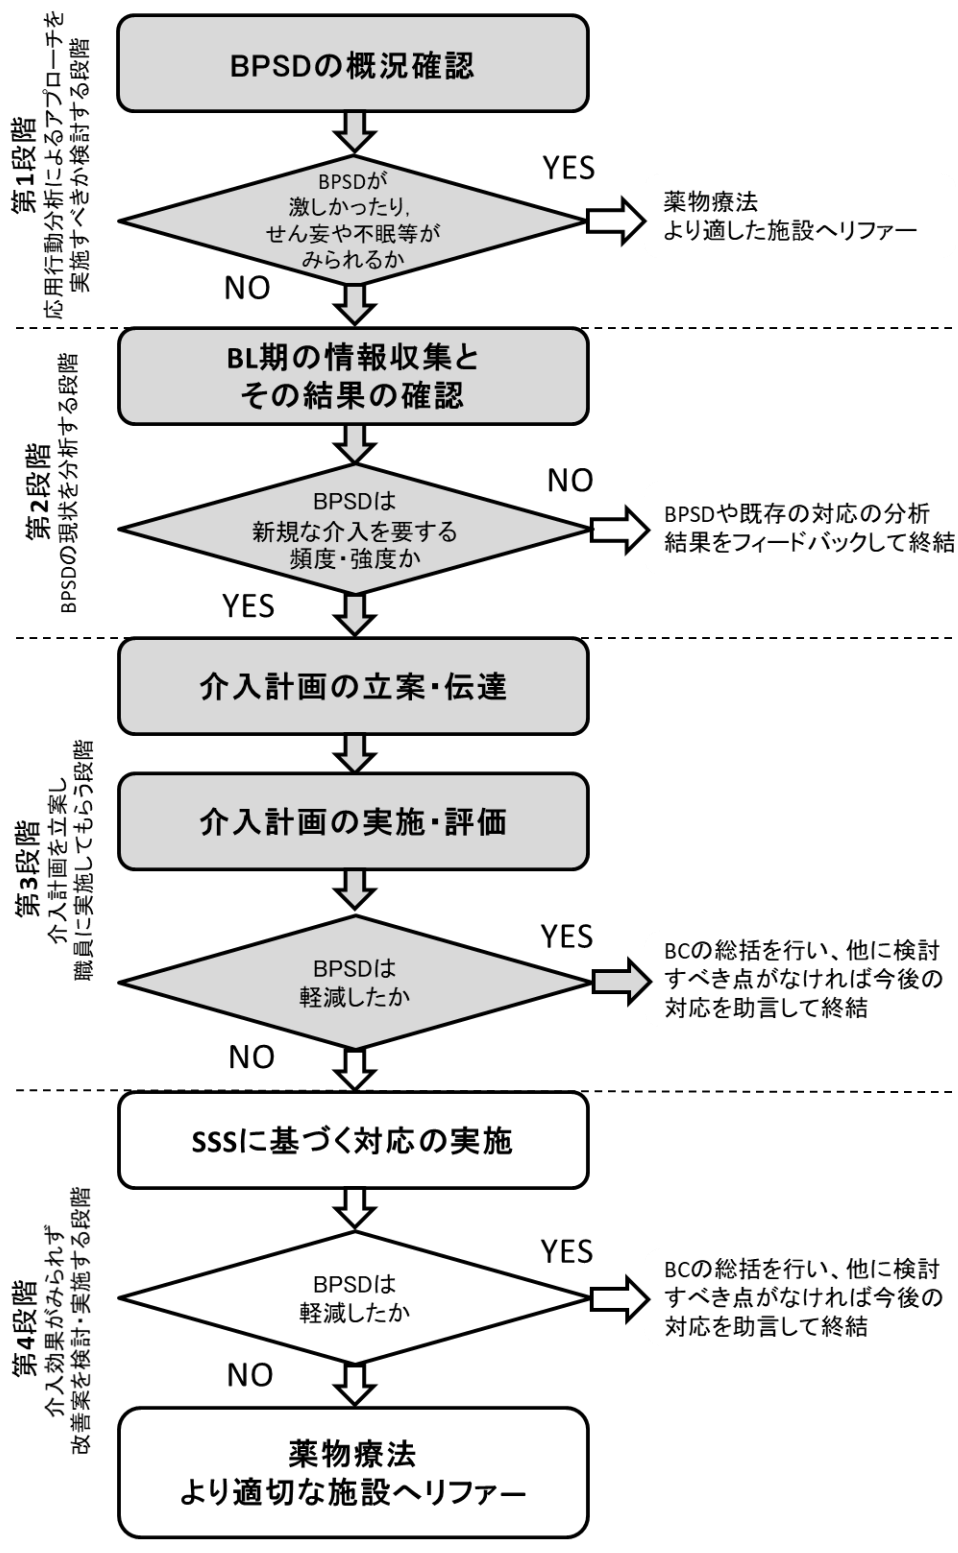 第1段階
応用行動分析によるアプローチを
実施すべきか検討する段階
BPSDの概況確認
BPSDが
激しかったり,
せん妄や不眠等が
みられるか
YES
薬物療法
より適した施設へリファー
NO
第2段階
BPSDの現状を分析する段階
BL期の情報収集と
その結果の確認
BPSDは
新規な介入を要する
頻度・強度か
NO
BPSDや既存の対応の分析
結果をフィードバックして終結
YES
第3段階
介入計画を立案し
職員に実施してもらう段階
介入計画の立案・伝達
介入計画の実施・評価
BPSDは
軽減したか
YES
BCの総括を行い、他に検討
すべき点がなければ今後の
対応を助言して終結
NO
第4段階
介入効果がみられず
改善案を検討・実施する段階
SSSに基づく対応の実施
BPSDは
軽減したか
YES
BCの総括を行い、他に検討
すべき点がなければ今後の
対応を助言して終結
NO
薬物療法
より適切な施設へリファー